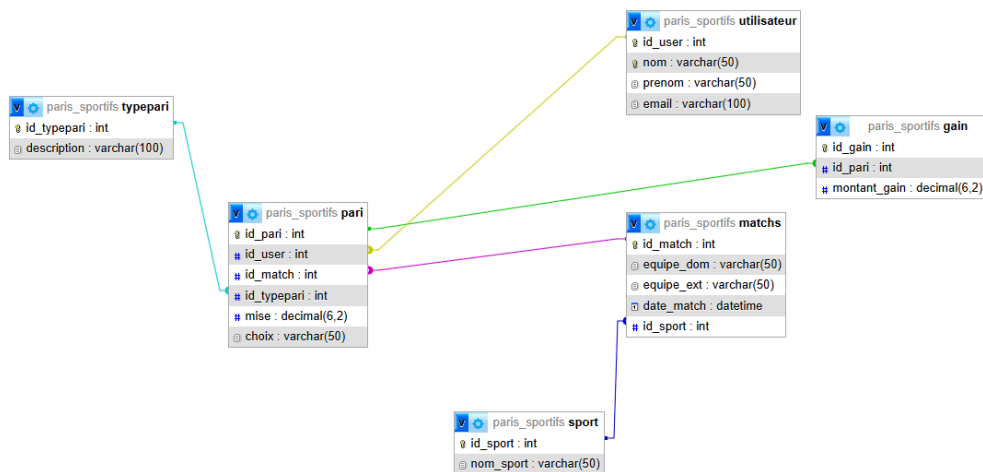 paris_sportifs utilisateur
id_user : int
nom : varchar(50)
prenom : varchar(50)
email : varchar(100)
paris_sportifs typepari
id_typepari : int
description : varchar(100)
paris_sportifs gain
id_gain : int
id_pari : int
montant_gain : decimal(6,2)
paris_sportifs pari
id_pari : int
id_user : int
id_match : int
id_typepari : int
mise : decimal(6,2)
choix : varchar(50)
paris_sportifs matchs
id_match : int
equipe_dom : varchar(50)
equipe_ext : varchar(50)
date_match : datetime
id_sport : int
paris_sportifs sport
id_sport : int
nom_sport : varchar(50)